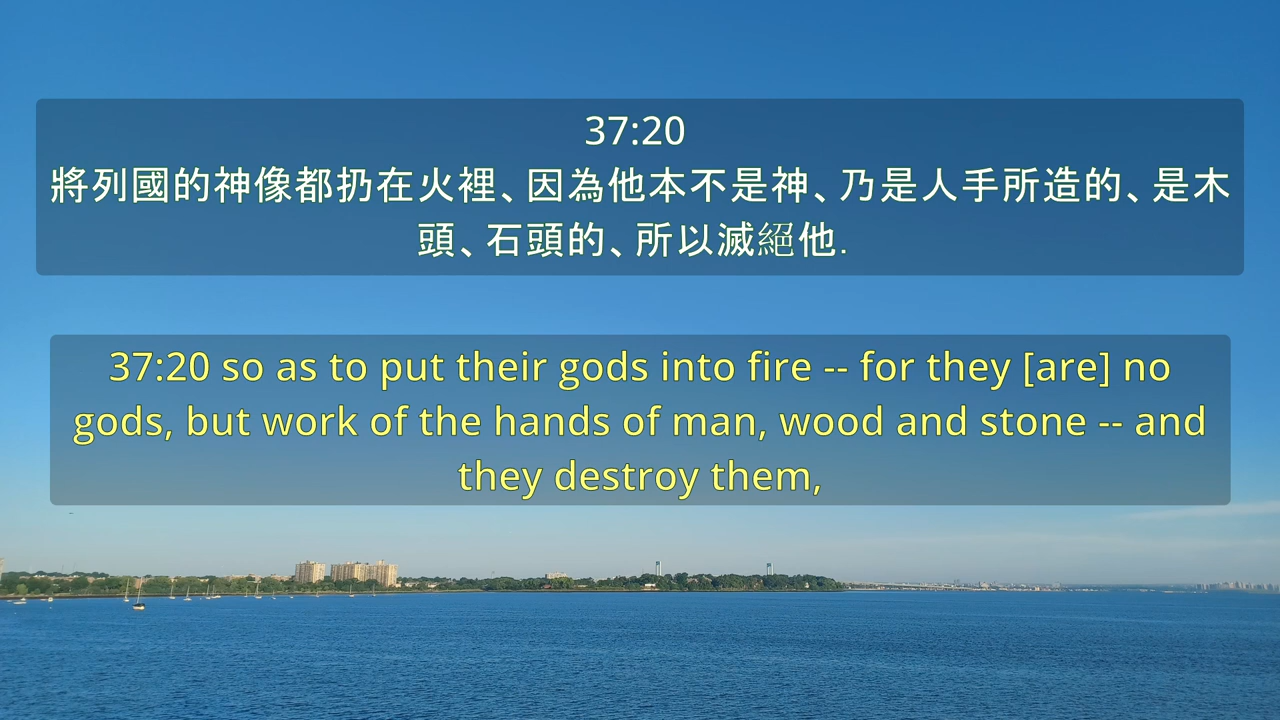 37:20
將列國的神像都扔在火裡、因為他本不是神、乃是人手所造的、是木
頭、石頭的、所以滅絕他.
37:20 so as to put their gods into fire -- for they [are] no
gods, but work of the hands of man, wood and stone -- and
they destroy them,